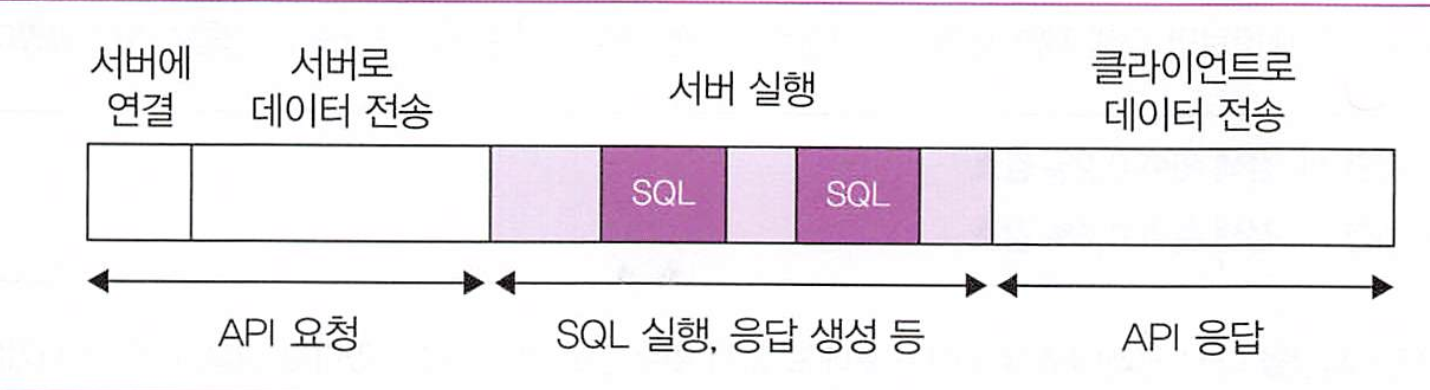 서버에
연결
서버로
데이터 전송
서버 실행
클라이언트로
데이터 전송
SQL
SQL
API 요청
SQL 실행, 응답 생성 등
API 응답